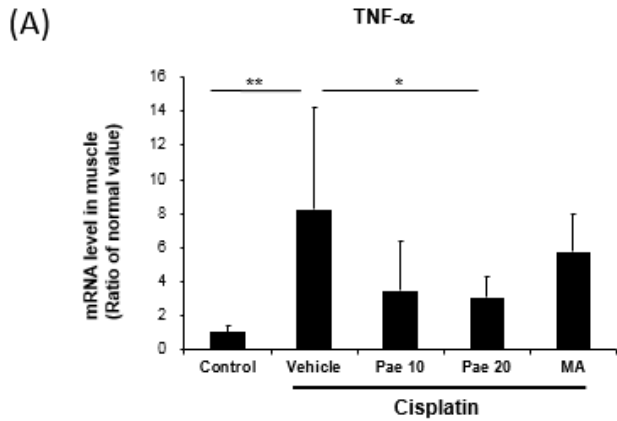 (A)
TNF-α
mRNA level in muscle
(Ratio of normal value)
16
14
12
10
8
6
4
2
0
**
*
Control Vehicle Pae 10 Pae 20 MA
Cisplatin